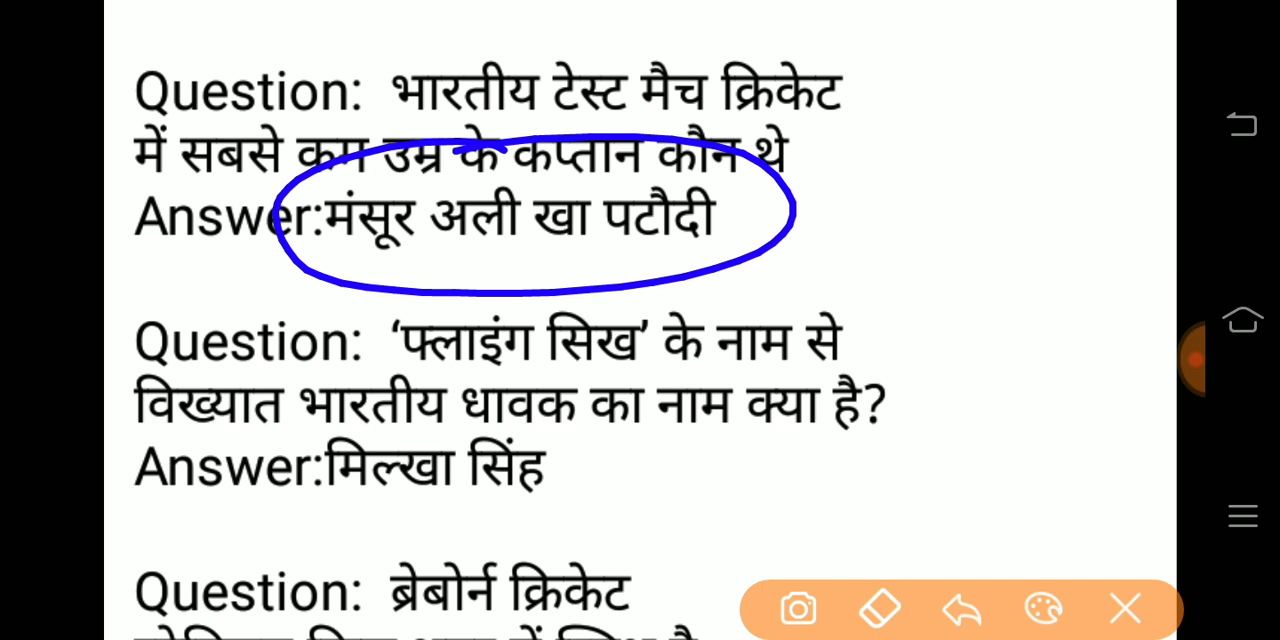 Question: भारतीय टेस्ट मैच क्रिकेट
में सबसे कम उम्र के कप्तान कौन थे
Answer:मंसूर अली खा पटौदी
Question: ‘फ्लाइंग सिख’ के नाम से
विख्यात भारतीय धावक का नाम क्या है?
Answer:मिल्खा सिंह
Question: ब्रेबोर्न क्रिकेट